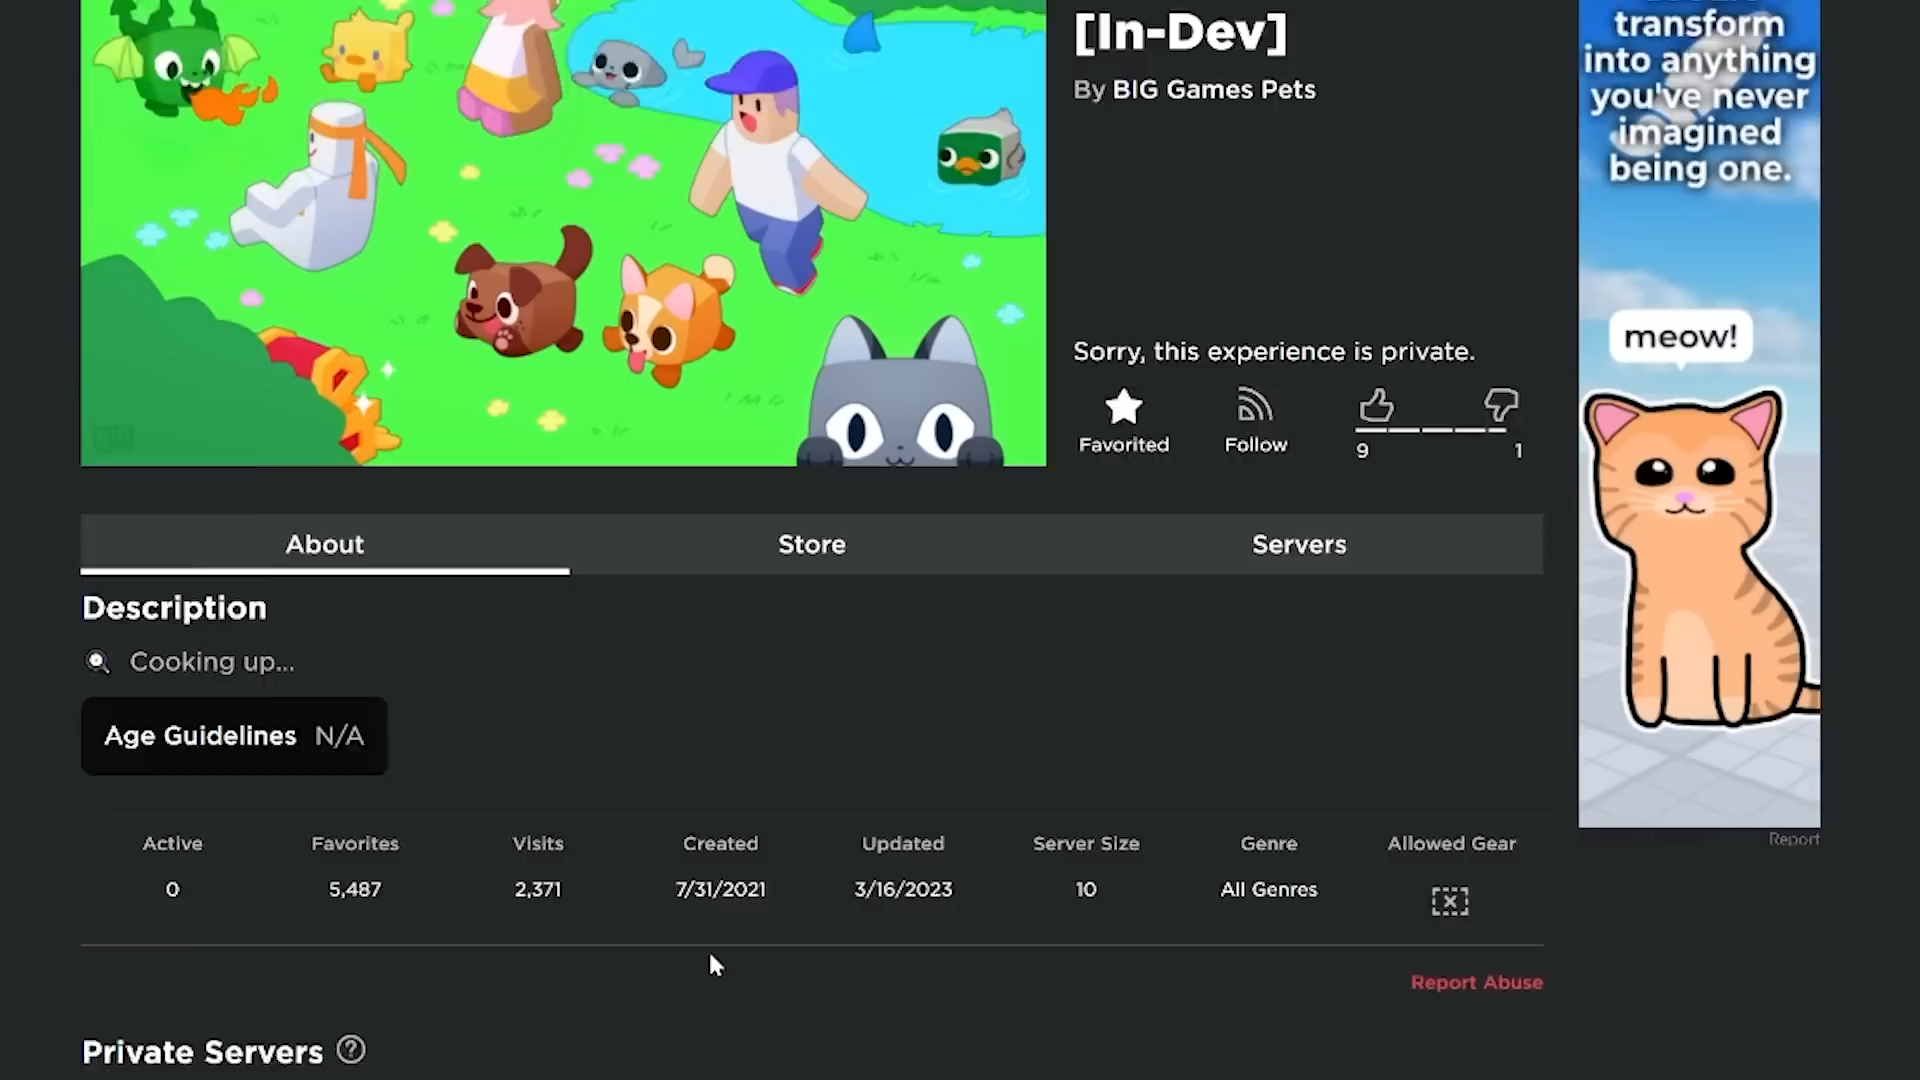 [In-Dev]
By BIG Games Pets
Sorry, this experience is private.
Favorited
Follow
9
1
About
Store
Servers
Description
Cooking up...
Age Guidelines N/A
Active
Favorites
Visits
Created
Updated
Server Size
Genre
Allowed Gear
0
5,487
2,371
7/31/2021
3/16/2023
10
All Genres
Report Abuse
Private Servers
transform
into anything
you've never
imagined
being one.
meow!
Report